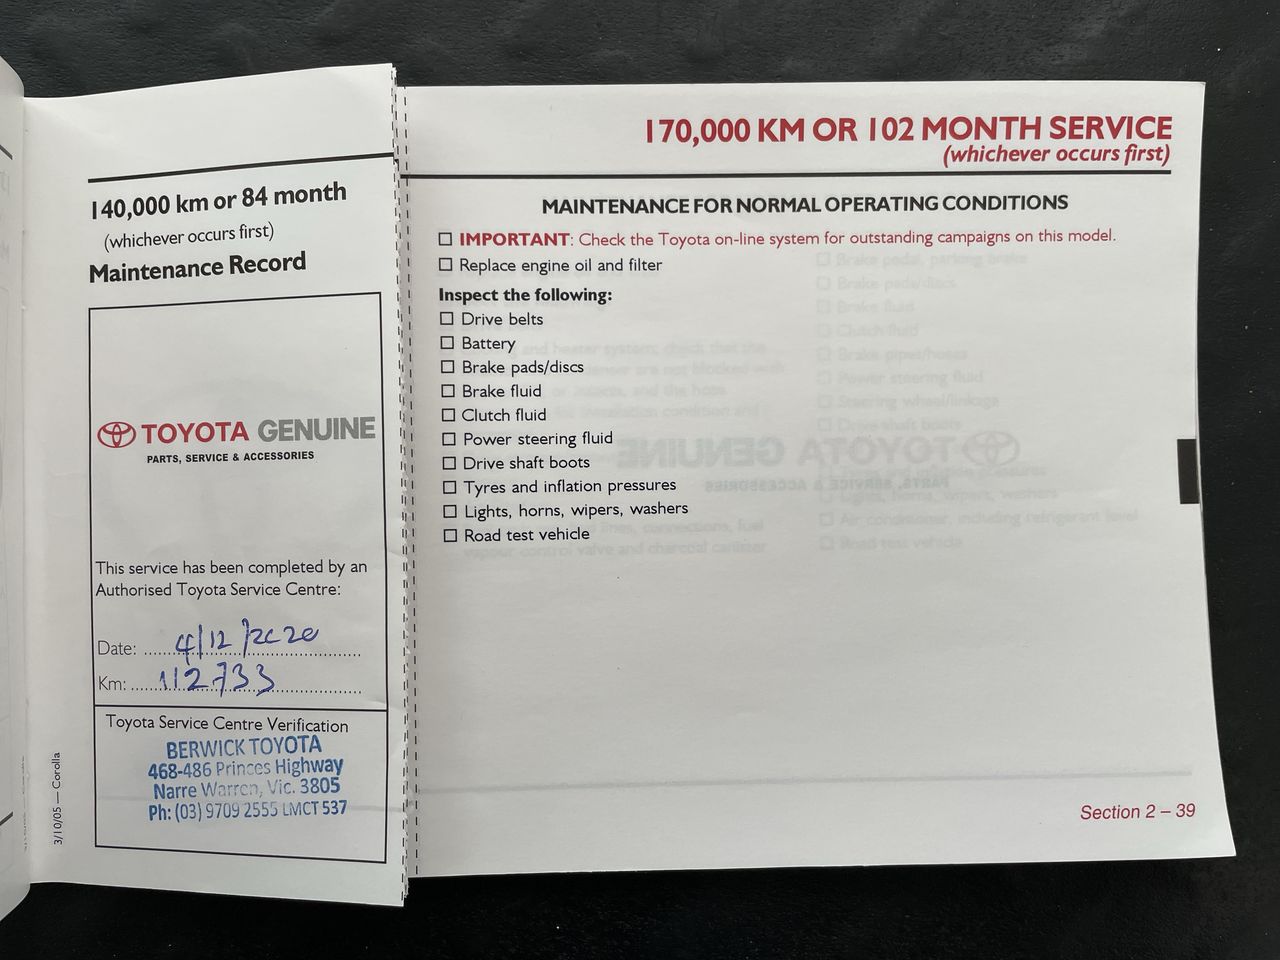 140,000 km or 84 month
(whichever occurs first)
Maintenance Record
TOYOTA GENUINE
PARTS, SERVICE & ACCESSORIES
This service has been completed by an
Authorised Toyota Service Centre:
Date: 4/12/2020
Km: 112733
Toyota Service Centre Verification
BERWICK TOYOTA
468-486 Princes Highway
Narre Warren, Vic. 3805
Ph: (03) 9709 2555 LMCT 537
3/10/05 — Corolla
170,000 KM OR 102 MONTH SERVICE
(whichever occurs first)
MAINTENANCE FOR NORMAL OPERATING CONDITIONS
☐ IMPORTANT: Check the Toyota on-line system for outstanding campaigns on this model.
☐ Replace engine oil and filter
Inspect the following:
☐ Drive belts
☐ Battery
☐ Brake pads/discs
☐ Brake fluid
☐ Clutch fluid
☐ Power steering fluid
☐ Drive shaft boots
☐ Tyres and inflation pressures
☐ Lights, horns, wipers, washers
☐ Road test vehicle
Section 2 – 39